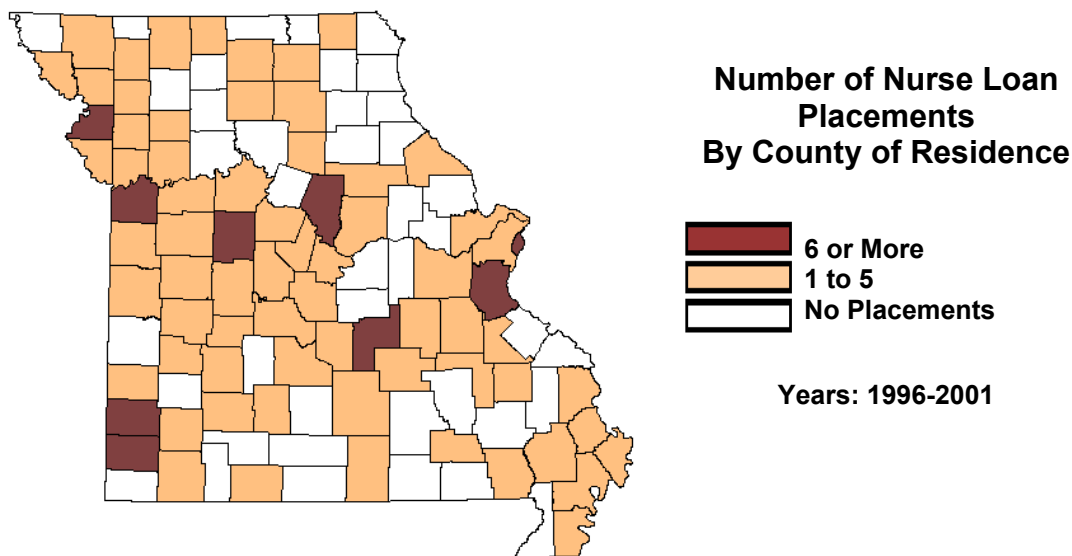 Number of Nurse Loan
Placements
By County of Residence
6 or More
1 to 5
No Placements
Years: 1996-2001